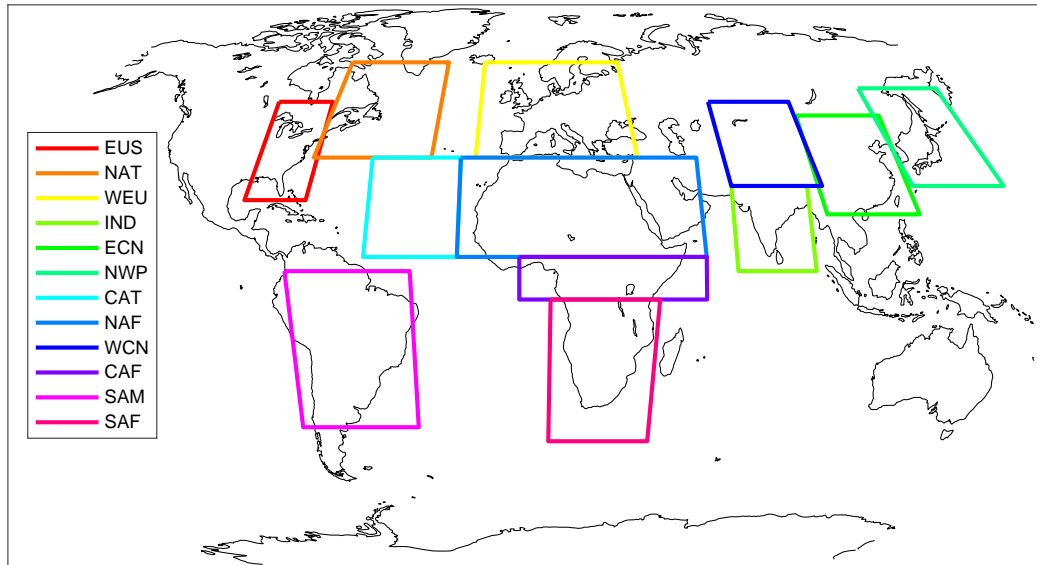 EUS
NAT
WEU
IND
ECN
NWP
CAT
NAF
WCN
CAF
SAM
SAF